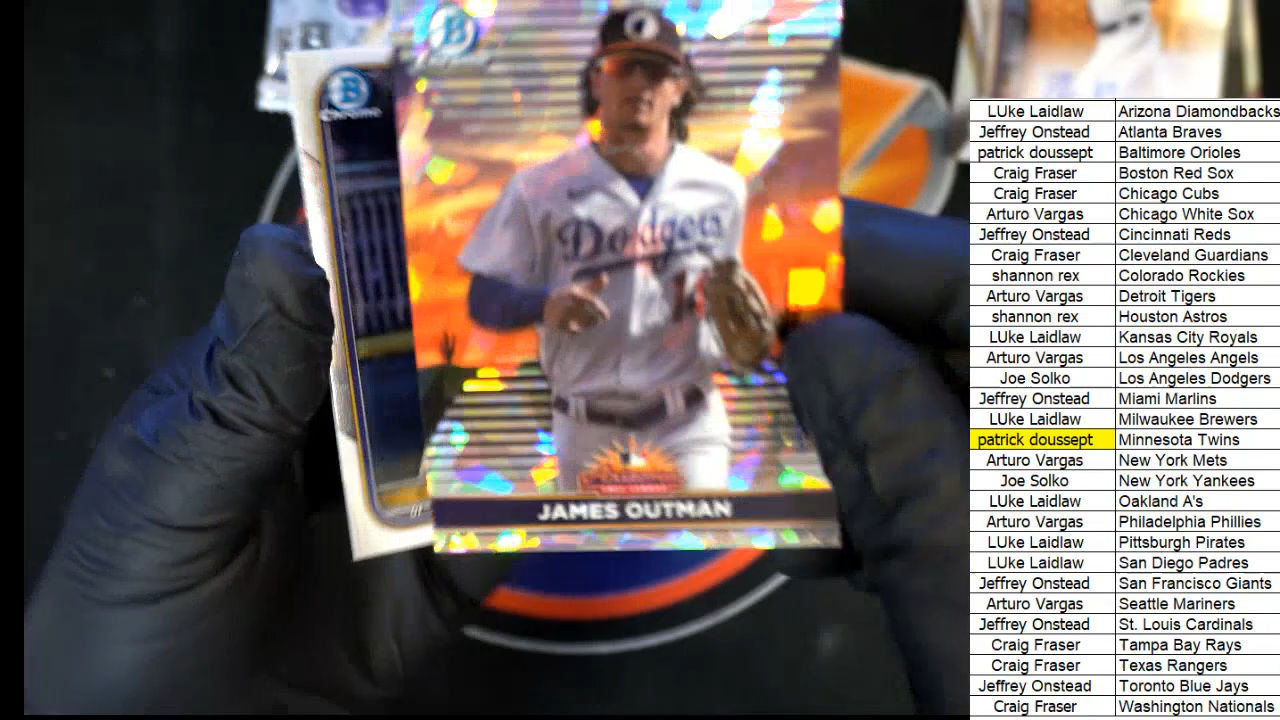 B
CHROME
B
Dodgers
JAMES OUTMAN
LUke Laidlaw Arizona Diamondbacks
Jeffrey Onstead Atlanta Braves
patrick doussept Baltimore Orioles
Craig Fraser Boston Red Sox
Craig Fraser Chicago Cubs
Arturo Vargas Chicago White Sox
Jeffrey Onstead Cincinnati Reds
Craig Fraser Cleveland Guardians
shannon rex Colorado Rockies
Arturo Vargas Detroit Tigers
shannon rex Houston Astros
LUke Laidlaw Kansas City Royals
Arturo Vargas Los Angeles Angels
Joe Solko Los Angeles Dodgers
Jeffrey Onstead Miami Marlins
LUke Laidlaw Milwaukee Brewers
patrick doussept Minnesota Twins
Arturo Vargas New York Mets
Joe Solko New York Yankees
LUke Laidlaw Oakland A's
Arturo Vargas Philadelphia Phillies
LUke Laidlaw Pittsburgh Pirates
LUke Laidlaw San Diego Padres
Jeffrey Onstead San Francisco Giants
Arturo Vargas Seattle Mariners
Jeffrey Onstead St. Louis Cardinals
Craig Fraser Tampa Bay Rays
Craig Fraser Texas Rangers
Jeffrey Onstead Toronto Blue Jays
Craig Fraser Washington Nationals